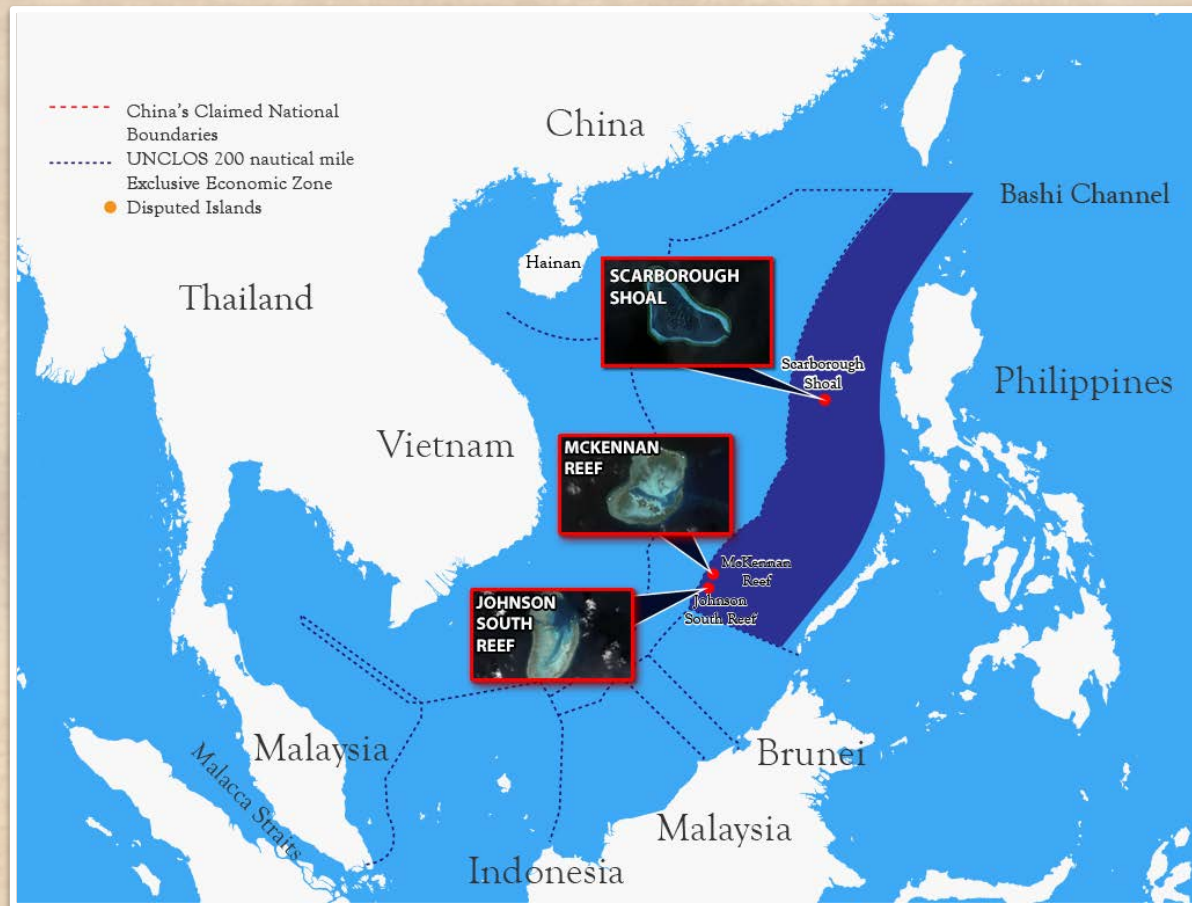 China's Claimed National
Boundaries
UNCLOS 200 nautical mile
Exclusive Economic Zone
Disputed Islands
China
Bashi Channel
Hainan
Thailand
SCARBOROUGH
SHOAL
Scarborough
Shoal
Philippines
Vietnam
MCKENNAN
REEF
McKennan
Reef
JOHNSON
SOUTH
REEF
Johnson
South Reef
Malaysia
Brunei
Malacca Straits
Malaysia
Indonesia